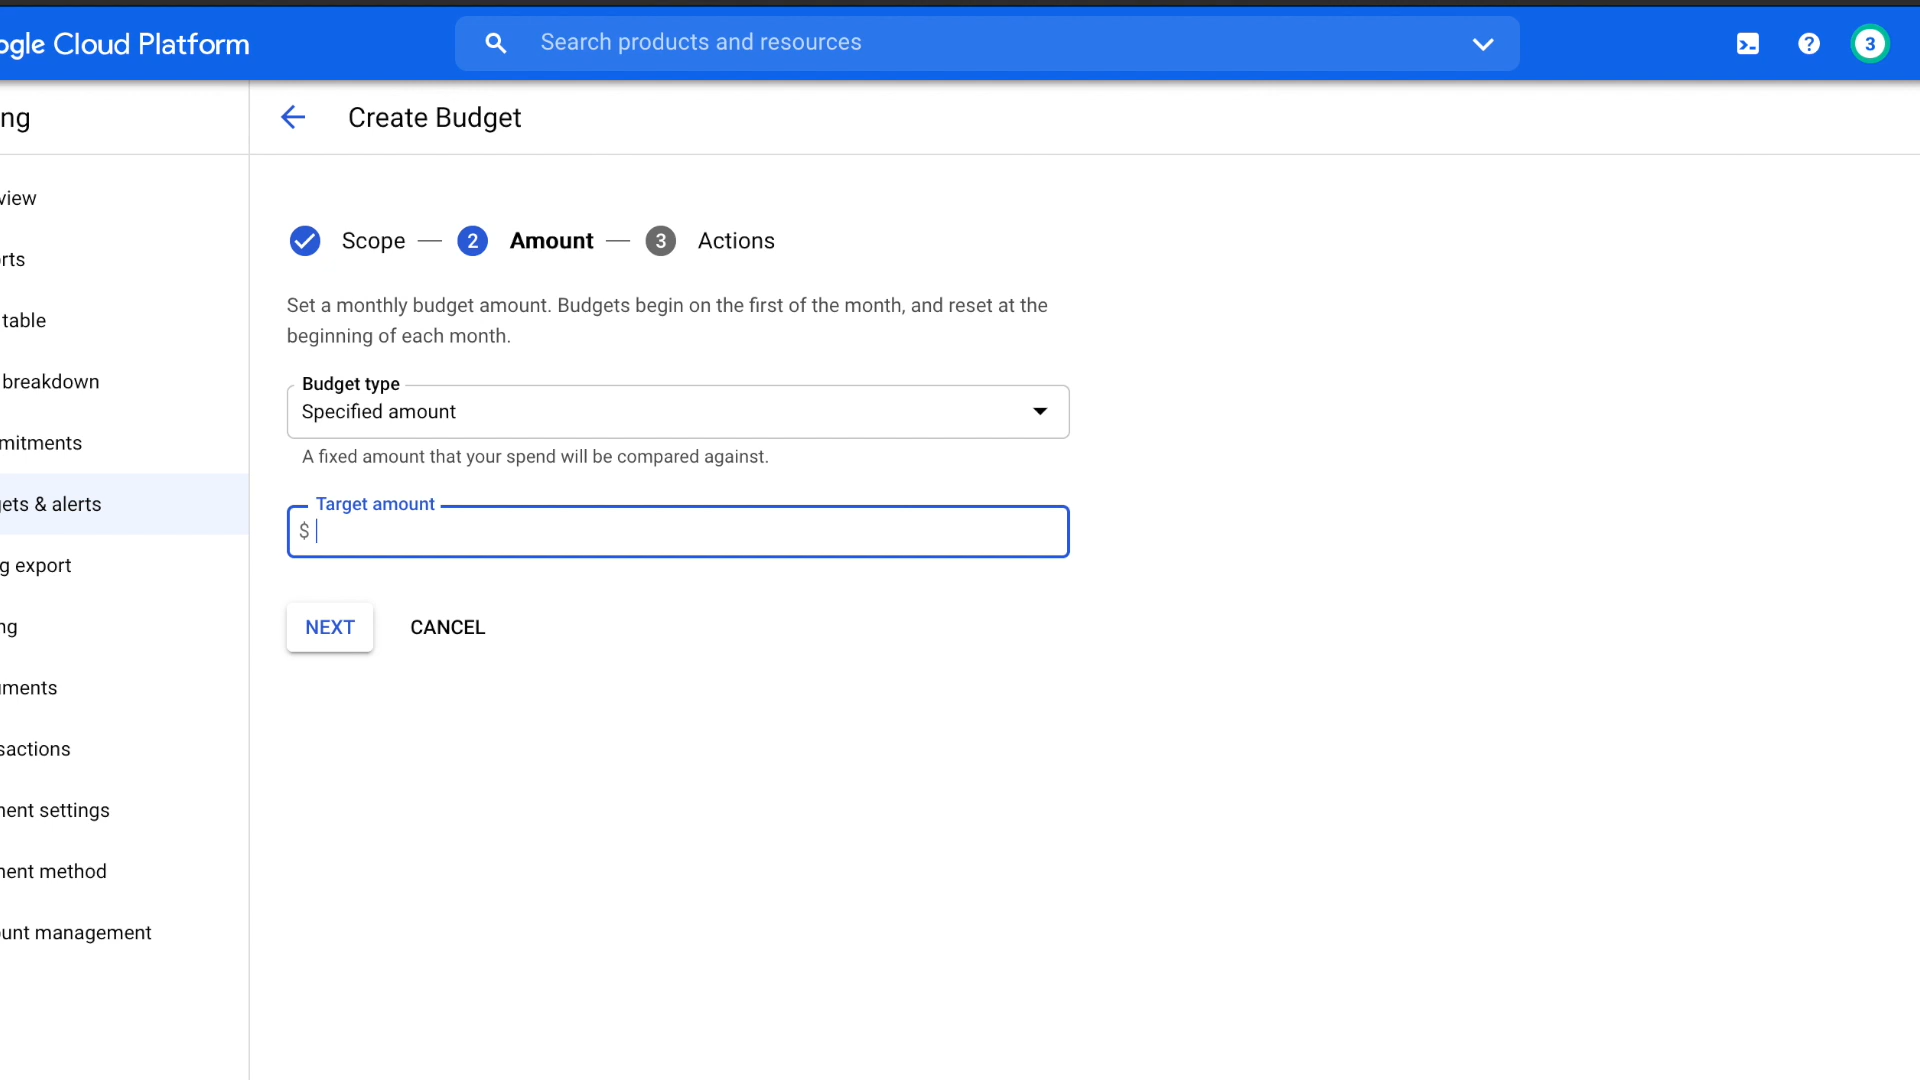 ogle Cloud Platform
Search products and resources
3
ng
Create Budget
view
Scope — 2 Amount — 3 Actions
rts
Set a monthly budget amount. Budgets begin on the first of the month, and reset at the
beginning of each month.
table
Budget type
breakdown
Specified amount
mitments
A fixed amount that your spend will be compared against.
ets & alerts
Target amount
$
g export
ng
NEXT CANCEL
ments
sactions
nent settings
nent method
unt management